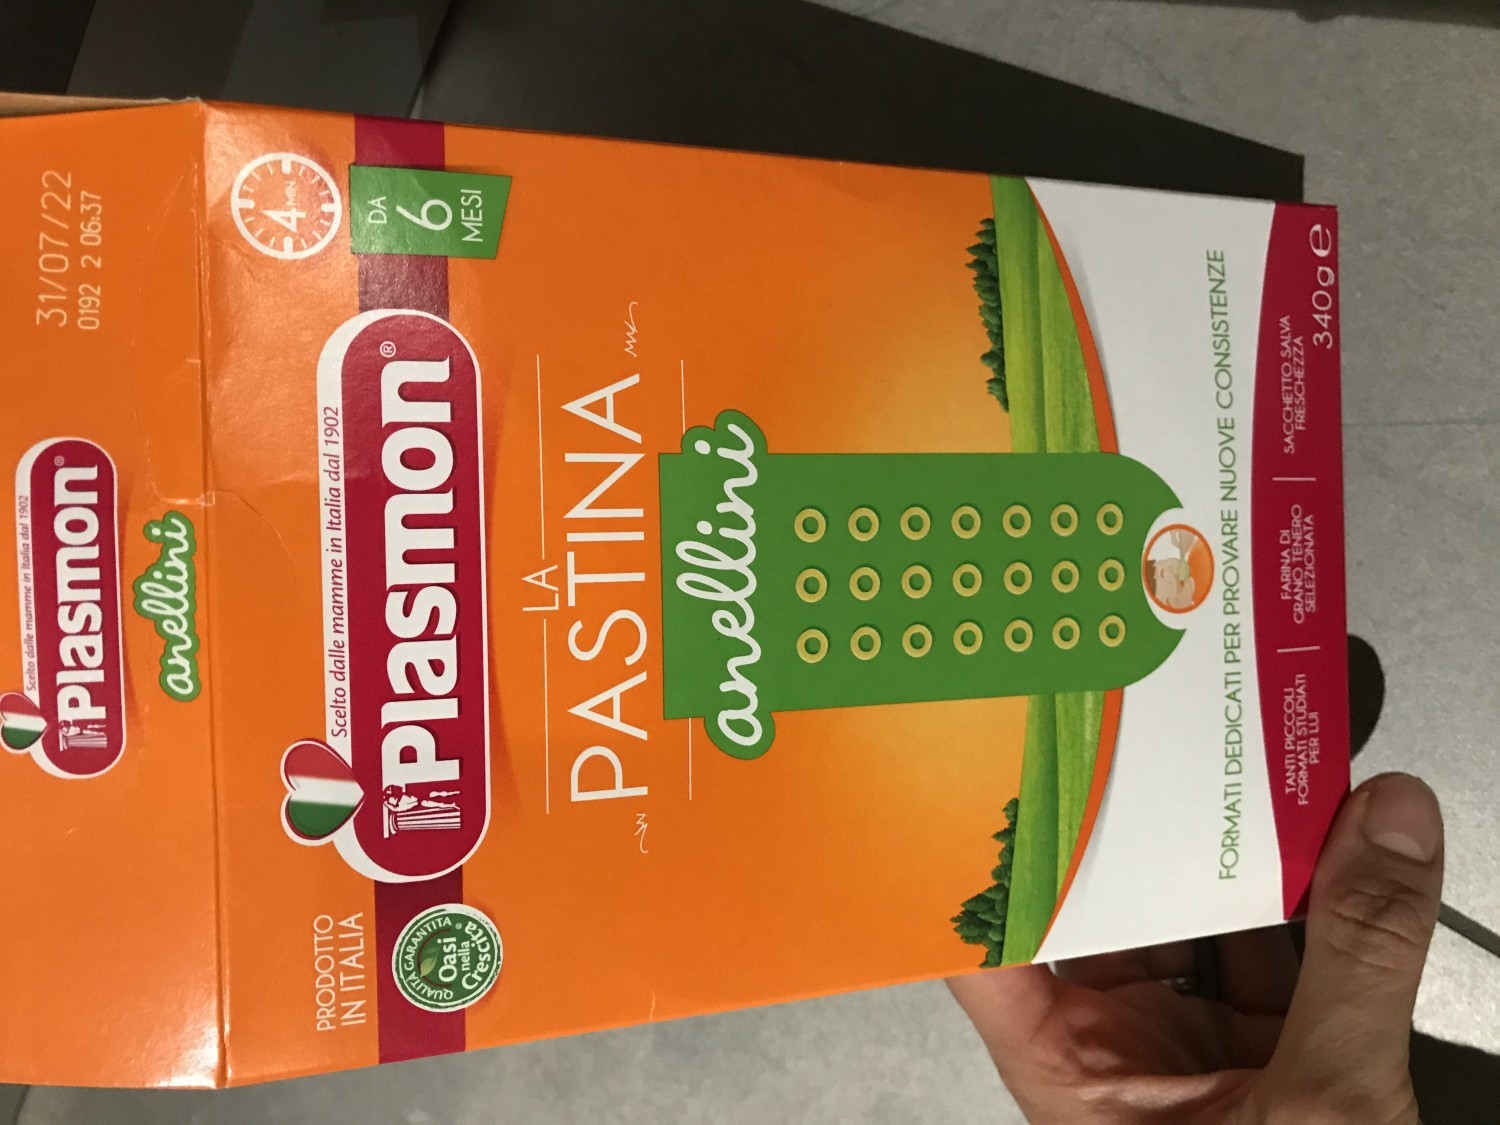 31/07/22
0192 2 06:37
Scelto dalle mamme in Italia dal 1902
Plasmon®
anellini
4 MIN
DA
6
MESI
PRODOTTO
IN ITALIA
Scelto dalle mamme in Italia dal 1902
Plasmon®
QUALITÀ GARANTITA
Oasi
nella
Crescita
LA
PASTINA
anellini
FORMATI DEDICATI PER PROVARE NUOVE CONSISTENZE
TANTI PICCOLI
FORMATI STUDIATI
PER LUI
FARINA DI
GRANO TENERO
SELEZIONATA
SACCHETTO SALVA
FRESCHEZZA
340g e